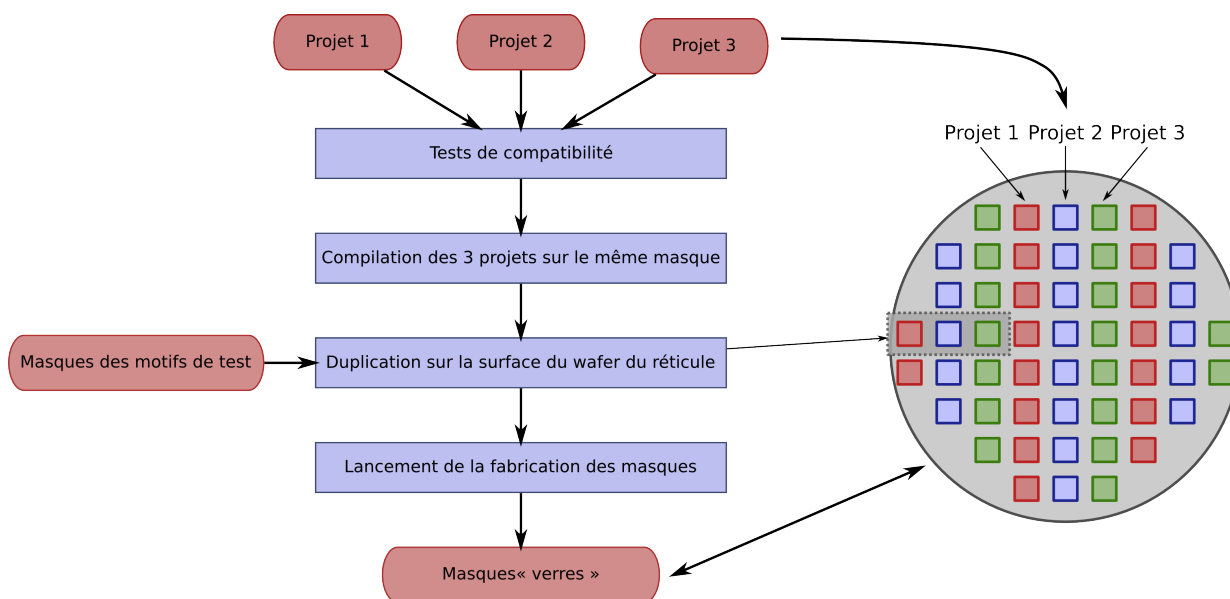 Projet 1
Projet 2
Projet 3
Projet 1 Projet 2 Projet 3
Tests de compatibilité
Compilation des 3 projets sur le même masque
Masques des motifs de test
Duplication sur la surface du wafer du réticule
Lancement de la fabrication des masques
Masques« verres »